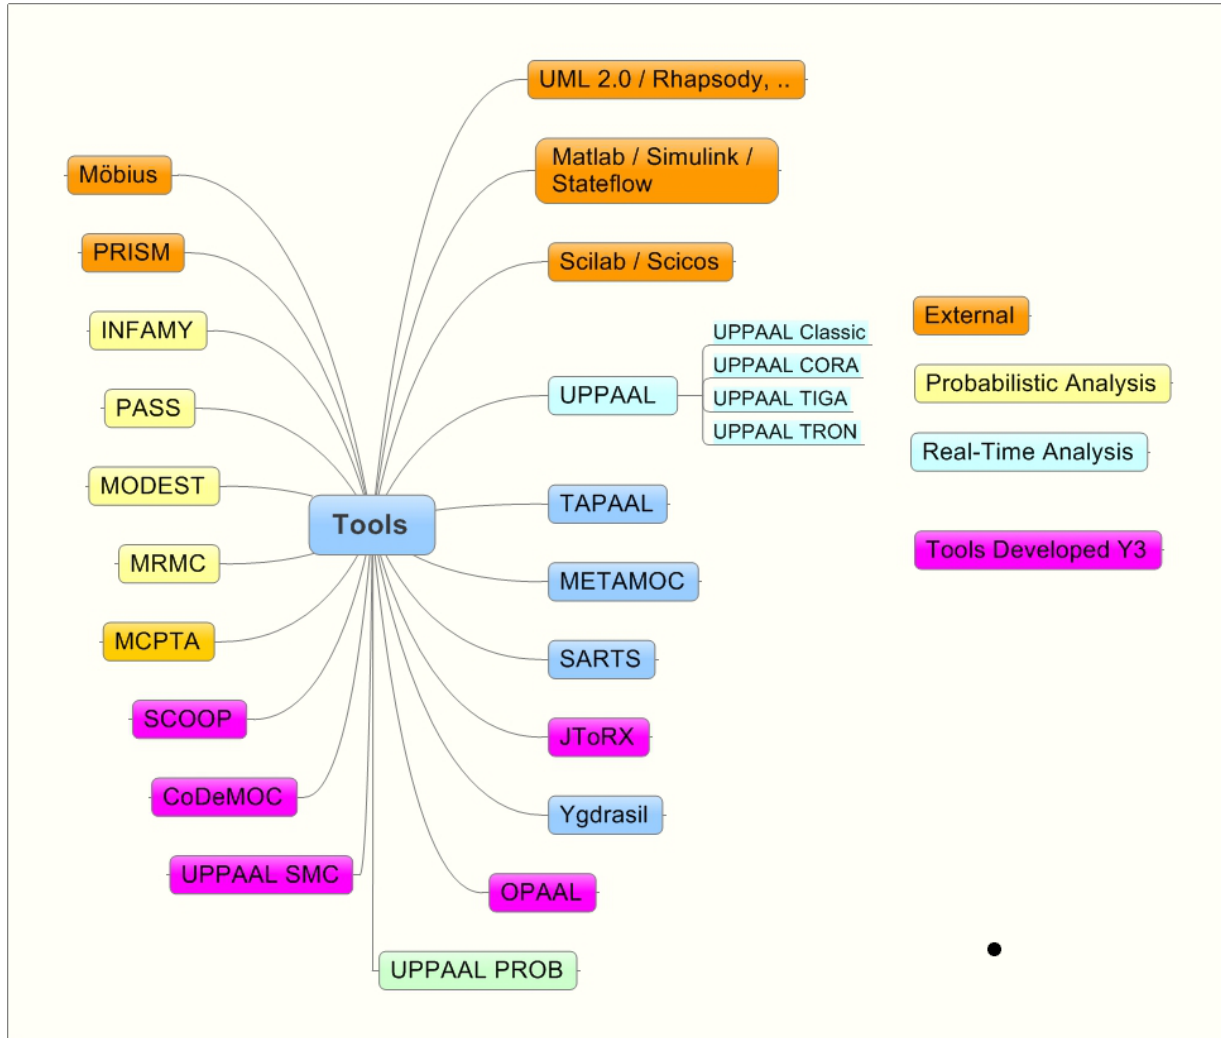 UML 2.0 / Rhapsody, ..
Matlab / Simulink /
Stateflow
Möbius
PRISM
Scilab / Scicos
INFAMY
External
UPPAAL Classic
UPPAAL CORA
UPPAAL
UPPAAL TIGA
UPPAAL TRON
Probabilistic Analysis
PASS
Real-Time Analysis
MODEST
TAPAAL
Tools
Tools Developed Y3
MRMC
METAMOC
MCPTA
SARTS
SCOOP
JToRX
CoDeMOC
Ygdrasil
UPPAAL SMC
OPAAL
UPPAAL PROB